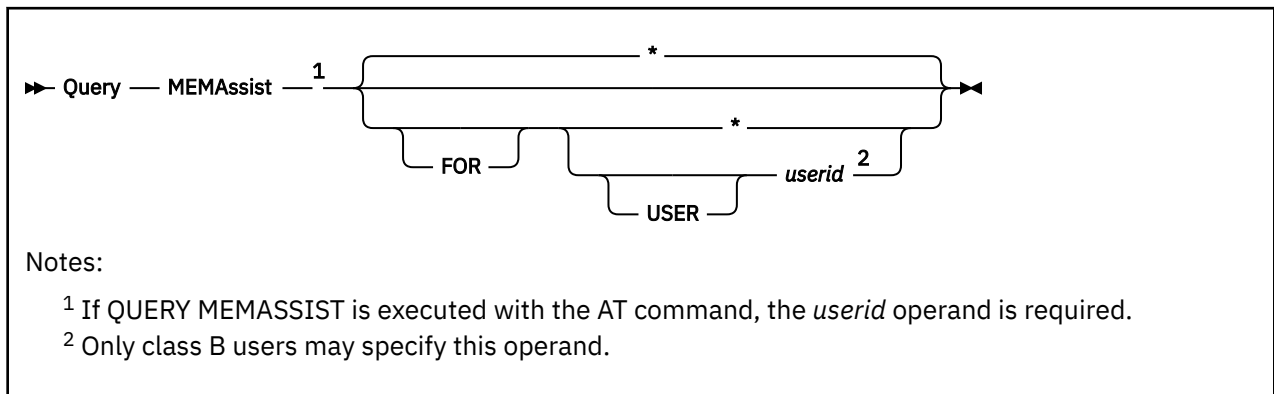 *
Query MEMAssist 1
*
FOR userid 2
USER
Notes:
1 If QUERY MEMASSIST is executed with the AT command, the userid operand is required.
2 Only class B users may specify this operand.